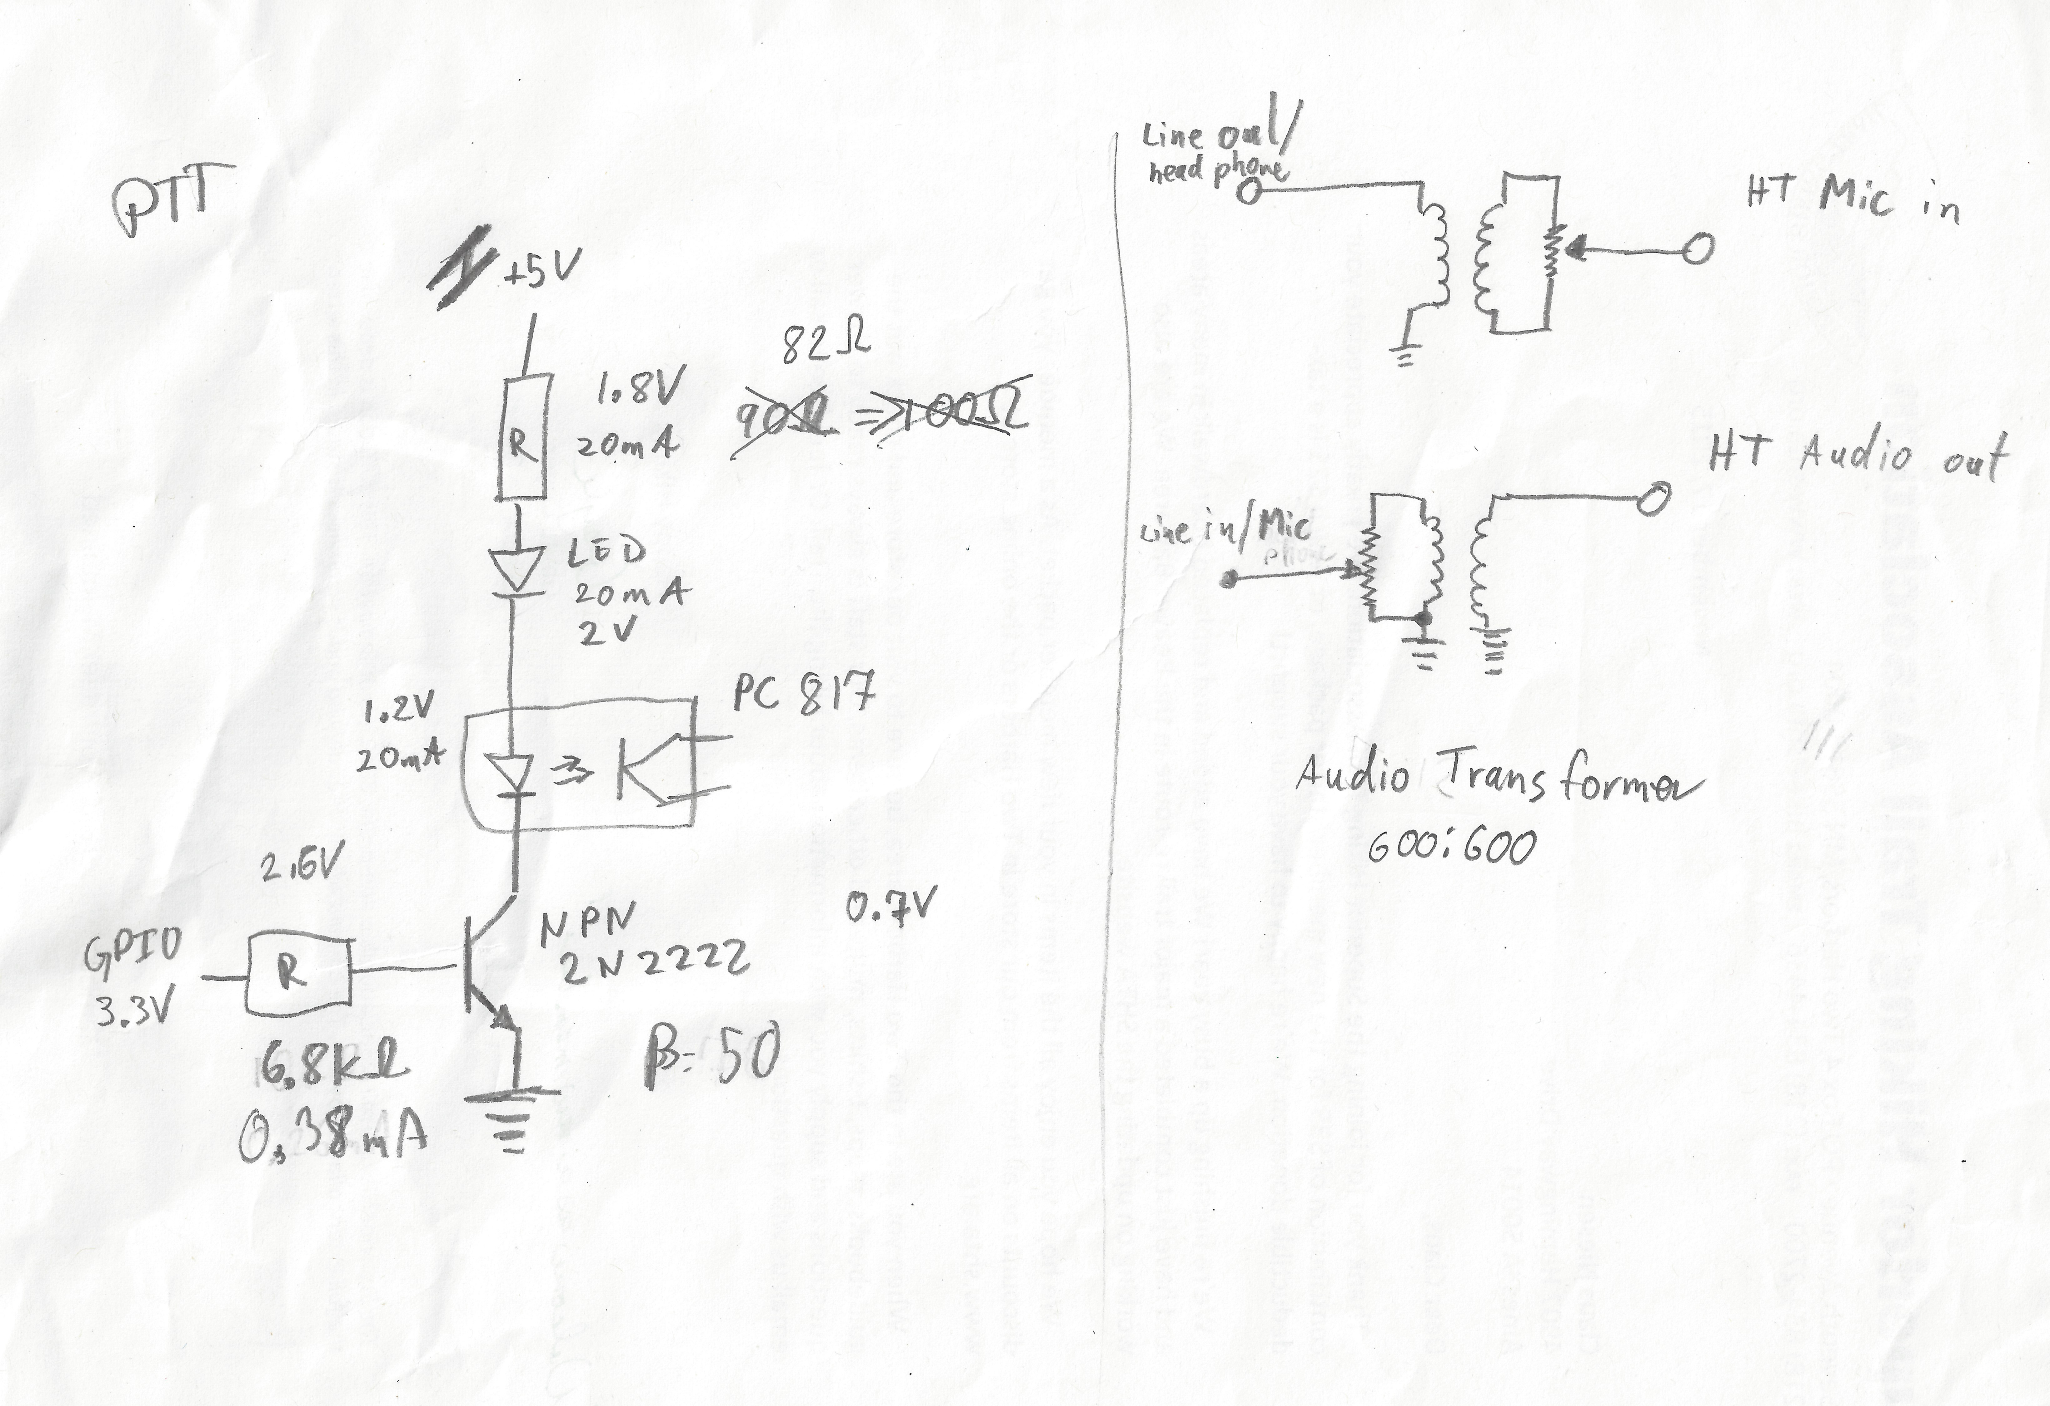 PTT
+5V
82Ω
1.8V
20mA
90Ω => 100Ω
R
LED
20mA
2V
PC 817
1.2V
20mA
2.6V
0.7V
NPN
2N2222
GPIO
3.3V
R
6.8kΩ
0.38mA
β=50
Line out/
head phone
HT Mic in
HT Audio out
Line in/Mic
Audio Transformer
600:600